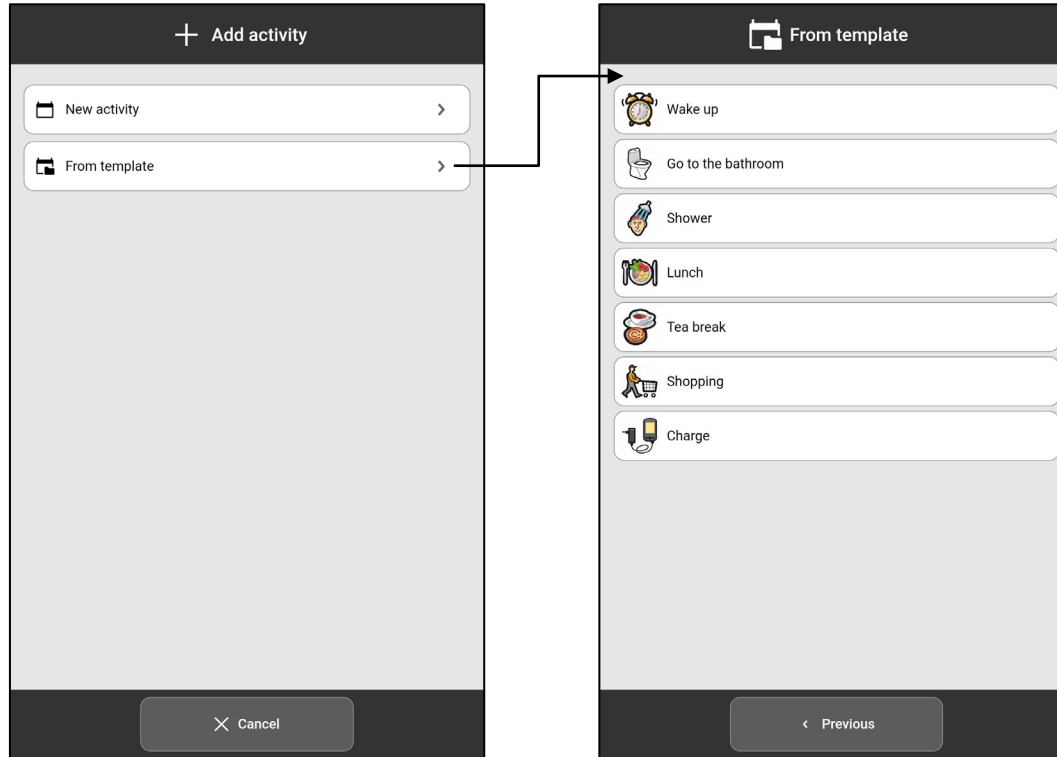 Add activity
New activity
From template
Cancel
From template
Wake up
Go to the bathroom
Shower
Lunch
Tea break
Shopping
Charge
Previous